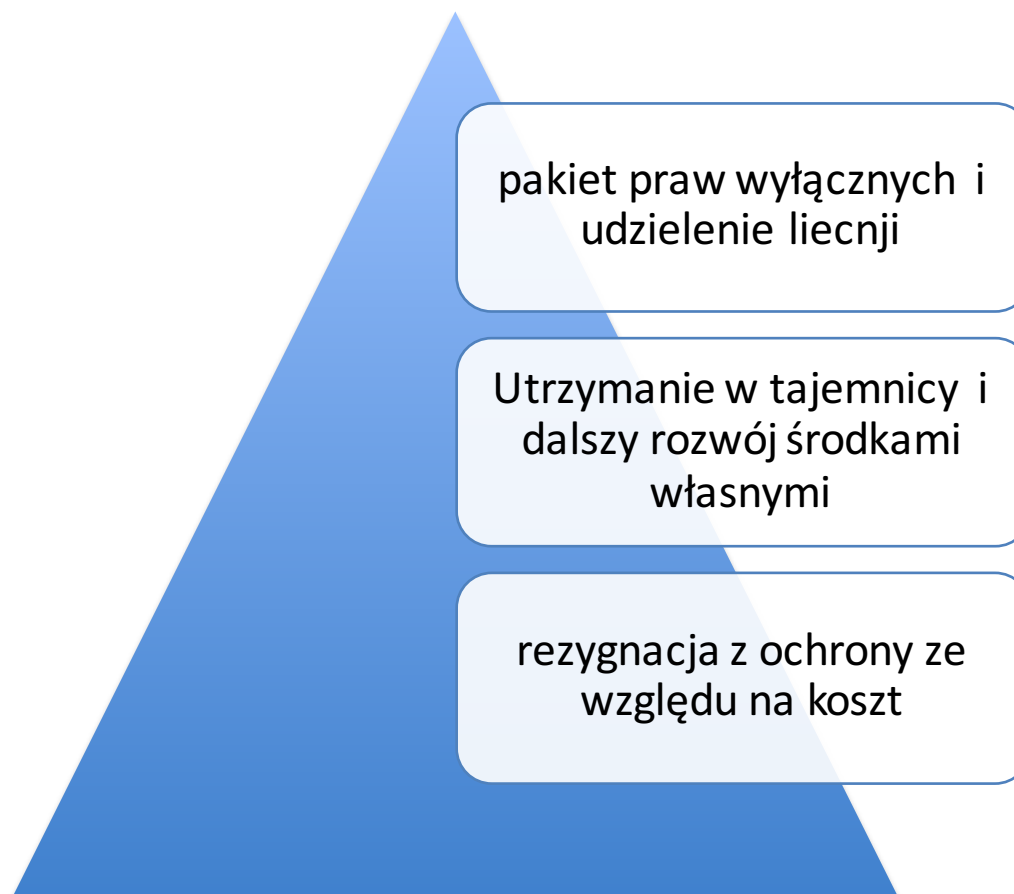 pakiet praw wyłącznych i
udzielenie liecnji
Utrzymanie w tajemnicy i
dalszy rozwój środkami
własnymi
rezygnacja z ochrony ze
względu na koszt